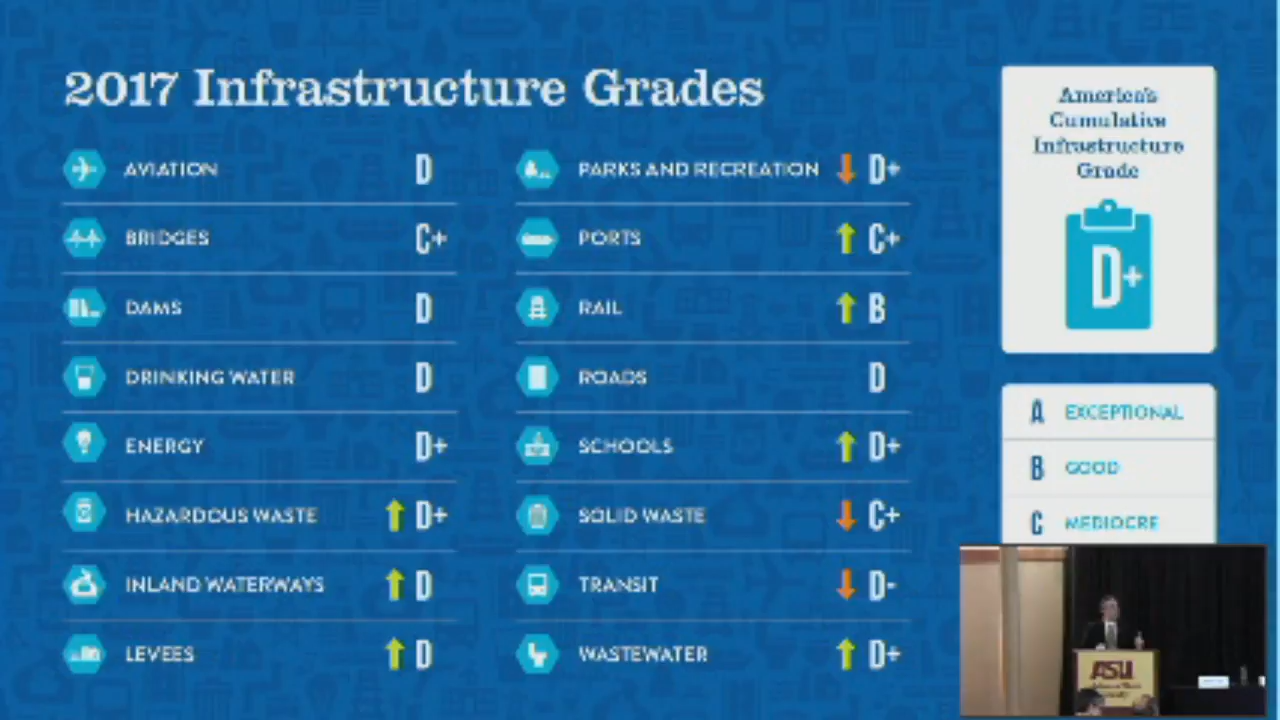 2017 Infrastructure Grades
AVIATION D
BRIDGES C+
DAMS D
DRINKING WATER D
ENERGY D+
HAZARDOUS WASTE D+
INLAND WATERWAYS D
LEVEES D
PARKS AND RECREATION D+
PORTS C+
RAIL B
ROADS D
SCHOOLS D+
SOLID WASTE C+
TRANSIT D-
WASTEWATER D+
America's
Cumulative
Infrastructure
Grade
D+
A EXCEPTIONAL
B GOOD
C MEDIOCRE
ASU